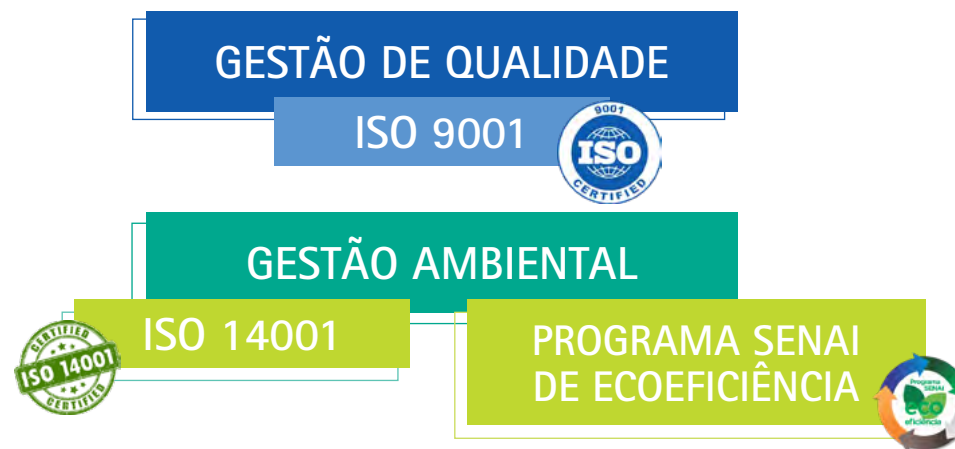 GESTÃO DE QUALIDADE
ISO 9001
9001
ISO
CERTIFIED
GESTÃO AMBIENTAL
ISO 14001
CERTIFIED
ISO 14001
CERTIFIED
PROGRAMA SENAI
DE ECOEFICIÊNCIA
Programa
SENAI
eco
eficiência